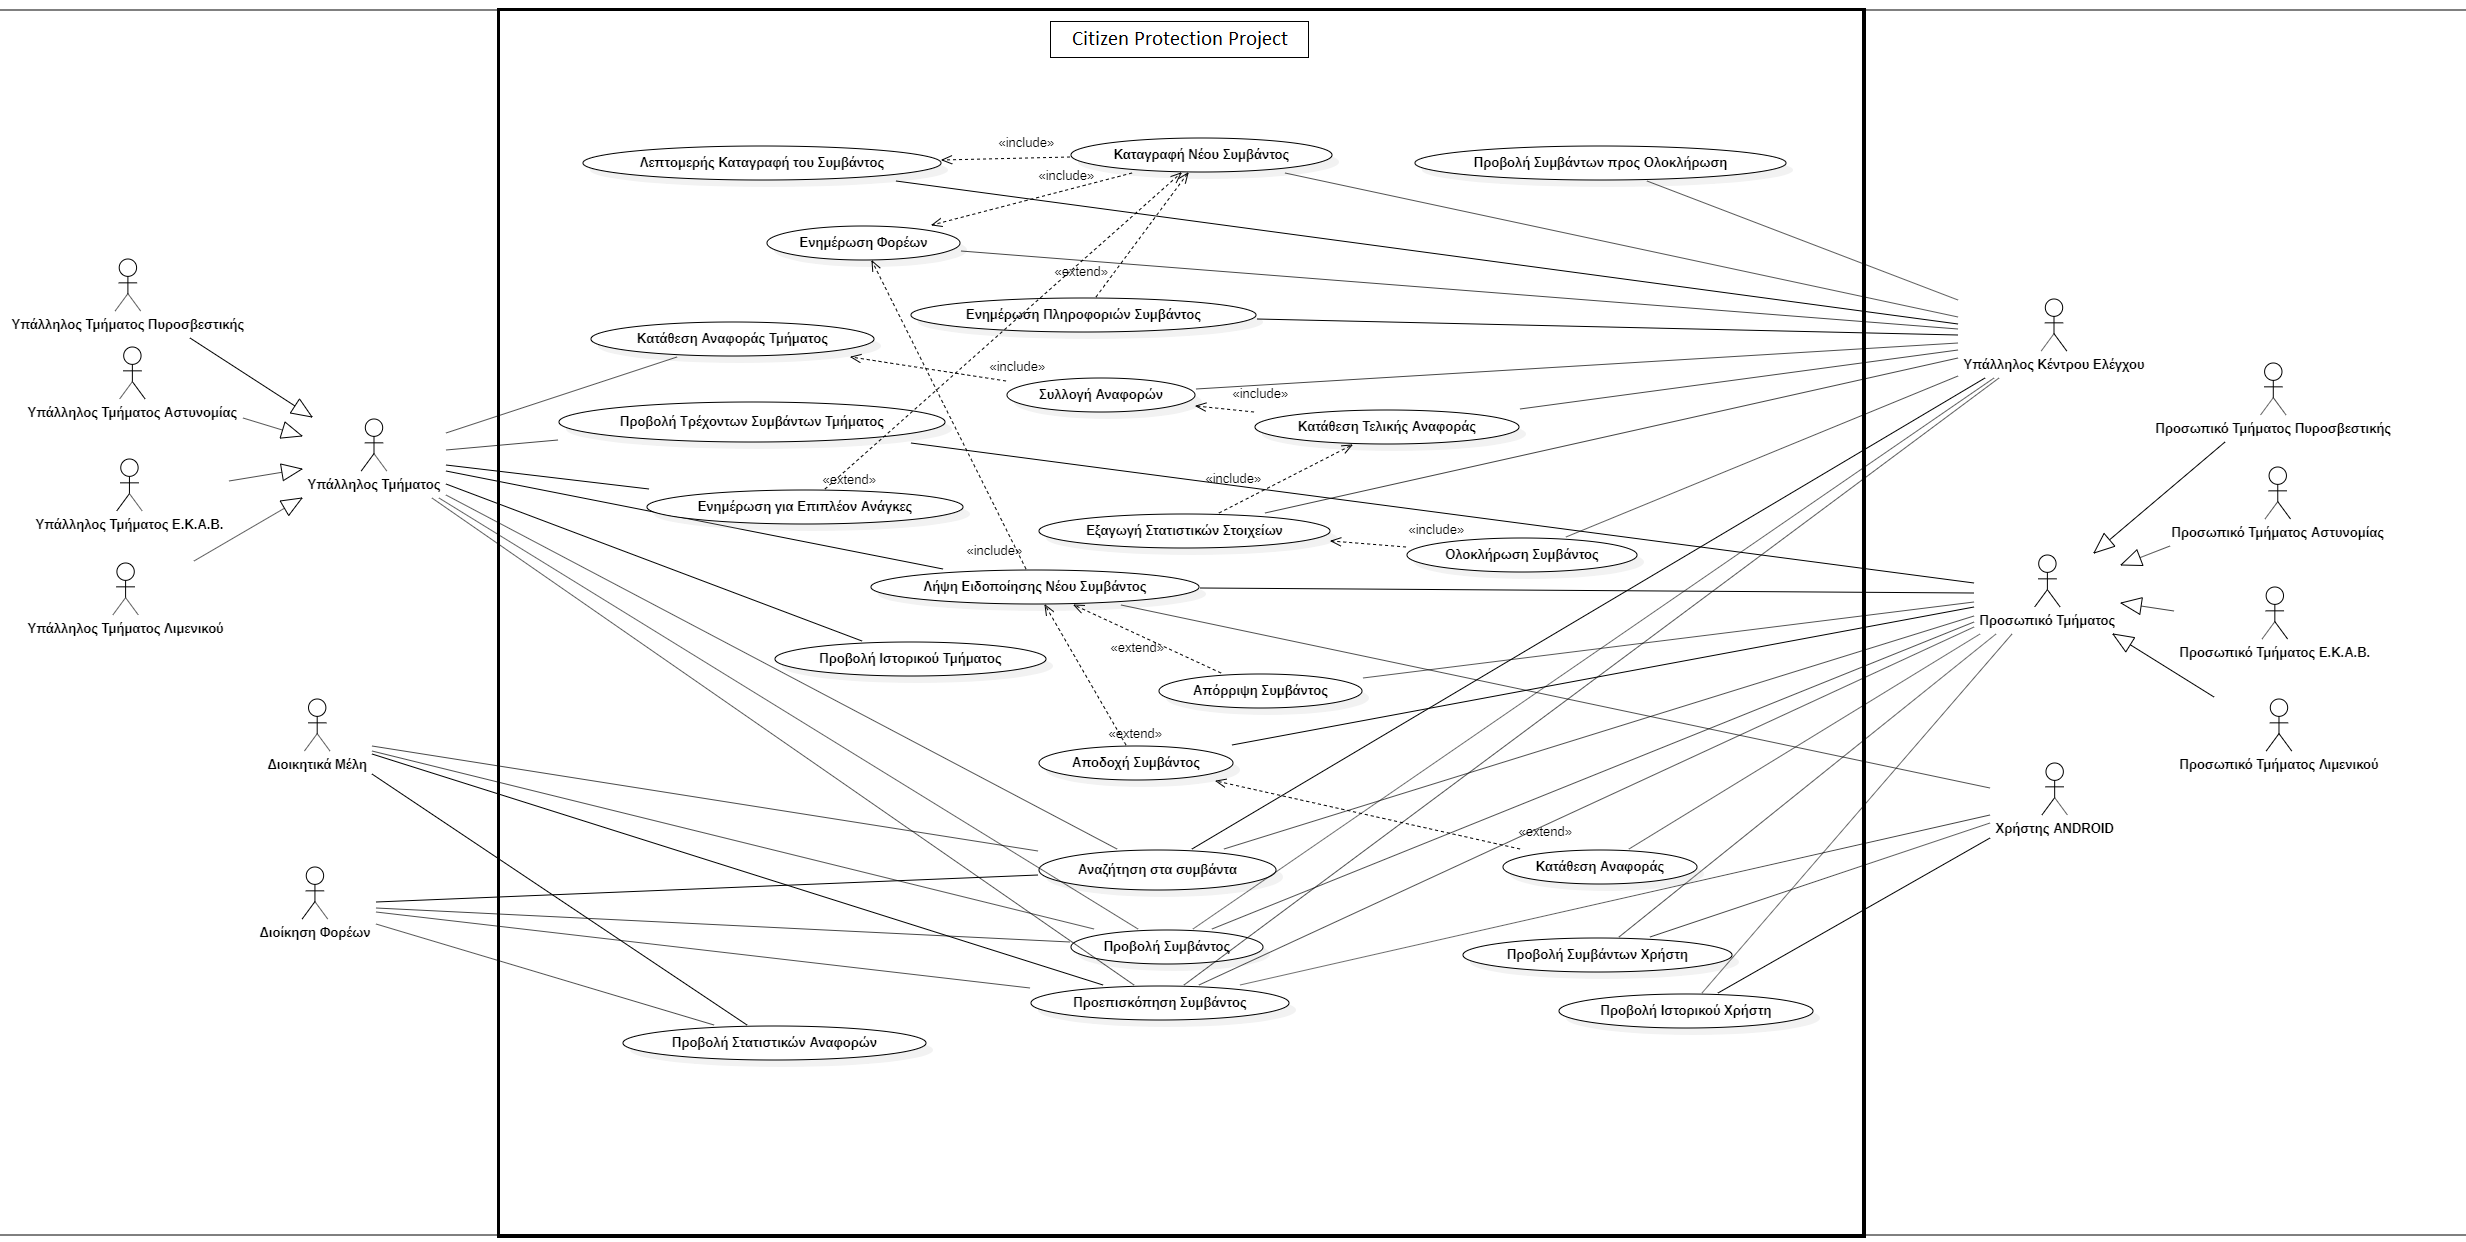 Citizen Protection Project
«include»
Καταγραφή Νέου Συμβάντος
Λεπτομερής Καταγραφή του Συμβάντος
Προβολή Συμβάντων προς Ολοκλήρωση
«include»
Ενημέρωση Φορέων
«extend»
Ενημέρωση Πληροφοριών Συμβάντος
Υπάλληλος Τμήματος Πυροσβεστικής
Κατάθεση Αναφοράς Τμήματος
Υπάλληλος Κέντρου Ελέγχου
«include»
Συλλογή Αναφορών
«include»
Υπάλληλος Τμήματος Αστυνομίας
Προβολή Τρέχοντων Συμβάντων Τμήματος
Κατάθεση Τελικής Αναφοράς
Προσωπικό Τμήματος Πυροσβεστικής
«extend»
«include»
Υπάλληλος Τμήματος
Ενημέρωση για Επιπλέον Ανάγκες
Υπάλληλος Τμήματος Ε.Κ.Α.Β.
Εξαγωγή Στατιστικών Στοιχείων
«include»
Προσωπικό Τμήματος Αστυνομίας
«include»
Ολοκλήρωση Συμβάντος
Λήψη Ειδοποίησης Νέου Συμβάντος
Υπάλληλος Τμήματος Λιμενικού
Προσωπικό Τμήματος
«extend»
Προβολή Ιστορικού Τμήματος
Προσωπικό Τμήματος Ε.Κ.Α.Β.
Απόρριψη Συμβάντος
«extend»
Διοικητικά Μέλη
Αποδοχή Συμβάντος
Προσωπικό Τμήματος Λιμενικού
«extend»
Χρήστης ANDROID
Αναζήτηση στα συμβάντα
Κατάθεση Αναφοράς
Διοίκηση Φορέων
Προβολή Συμβάντος
Προβολή Συμβάντων Χρήστη
Προεπισκόπηση Συμβάντος
Προβολή Ιστορικού Χρήστη
Προβολή Στατιστικών Αναφορών